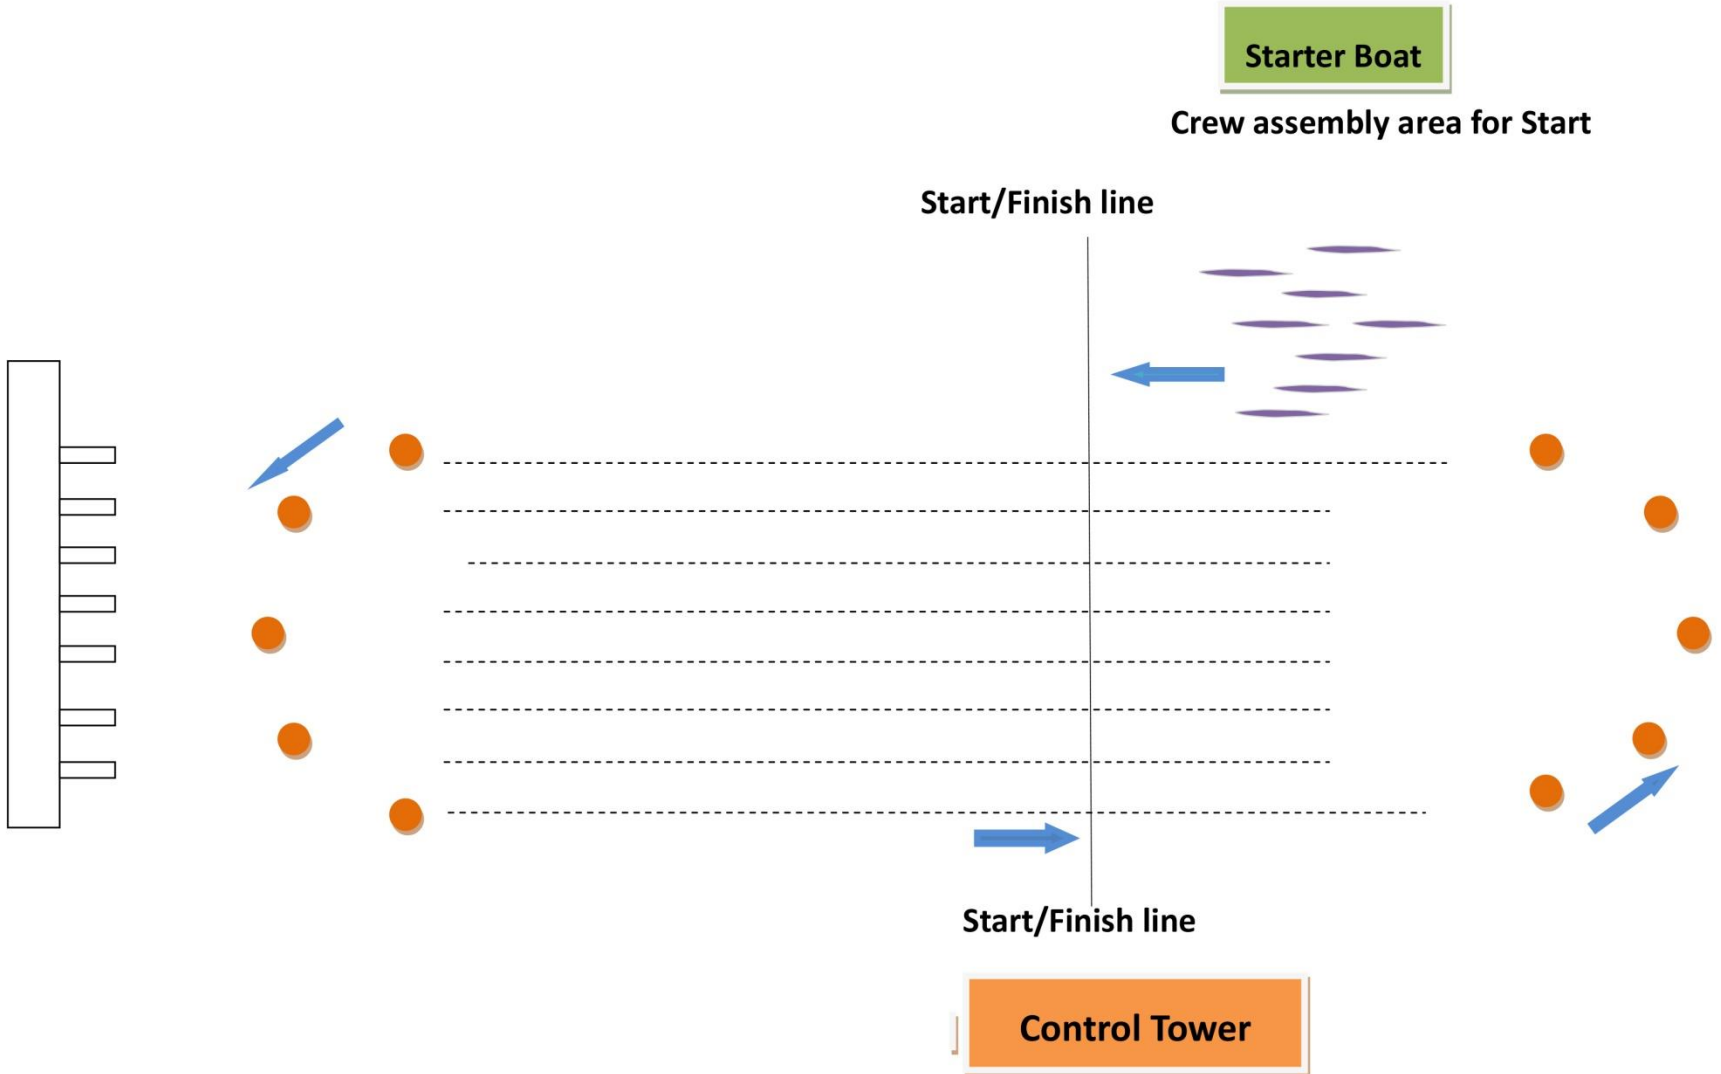 Starter Boat
Crew assembly area for Start
Start/Finish line
Start/Finish line
Control Tower